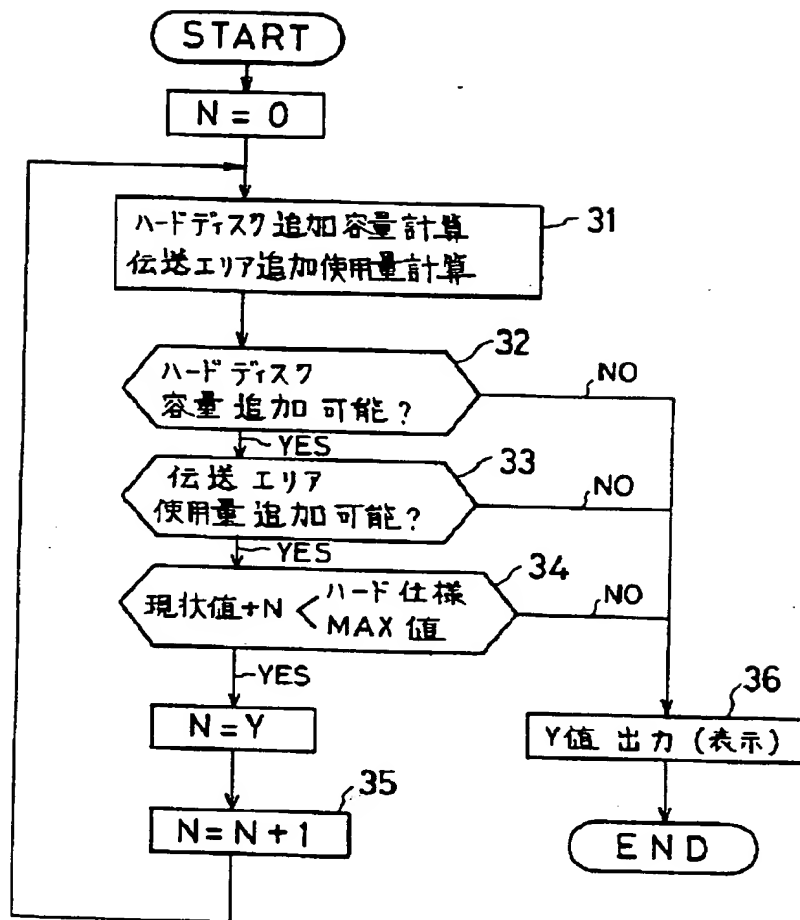 START
N = 0
ハードディスク追加容量計算
伝送エリア追加使用量計算
31
ハードディスク
容量追加可能?
32
NO
YES
伝送エリア
使用量追加可能?
33
NO
YES
現状値+N < ハード仕様
MAX値
34
NO
YES
N=Y
N=N+1
35
Y値 出力(表示)
36
END